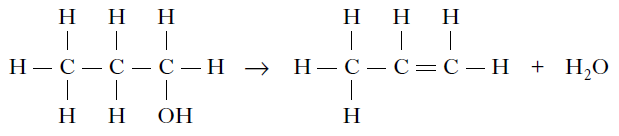 H H H H H H
H — C — C — C — H → H — C — C = C — H + H₂O
H H OH H